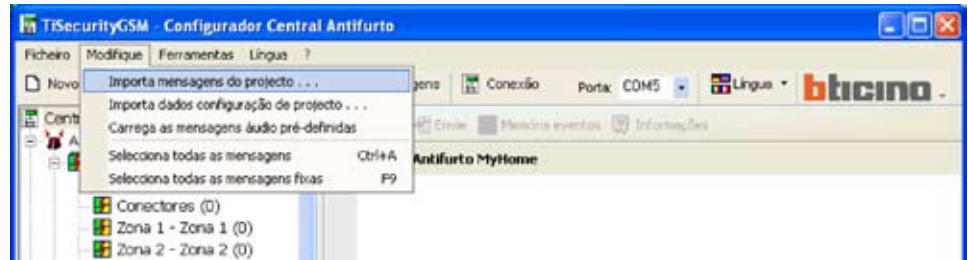 TiSecurityGSM - Configurador Central Antifurto
Ficheiro Modifique Ferramentas Língua ?
Novo gens Conexão Porta: COM5 Língua bticino
Importa mensagens do projecto . . .
Importa dados configuração de projecto . . .
Carrega as mensagens áudio pré-definidas
Selecciona todas as mensagens Ctrl+A
Selecciona todas as mensagens fixas F9
Cent Enviar Memória eventos Informações
A Antifurto MyHome
Conectores (0)
Zona 1 - Zona 1 (0)
Zona 2 - Zona 2 (0)